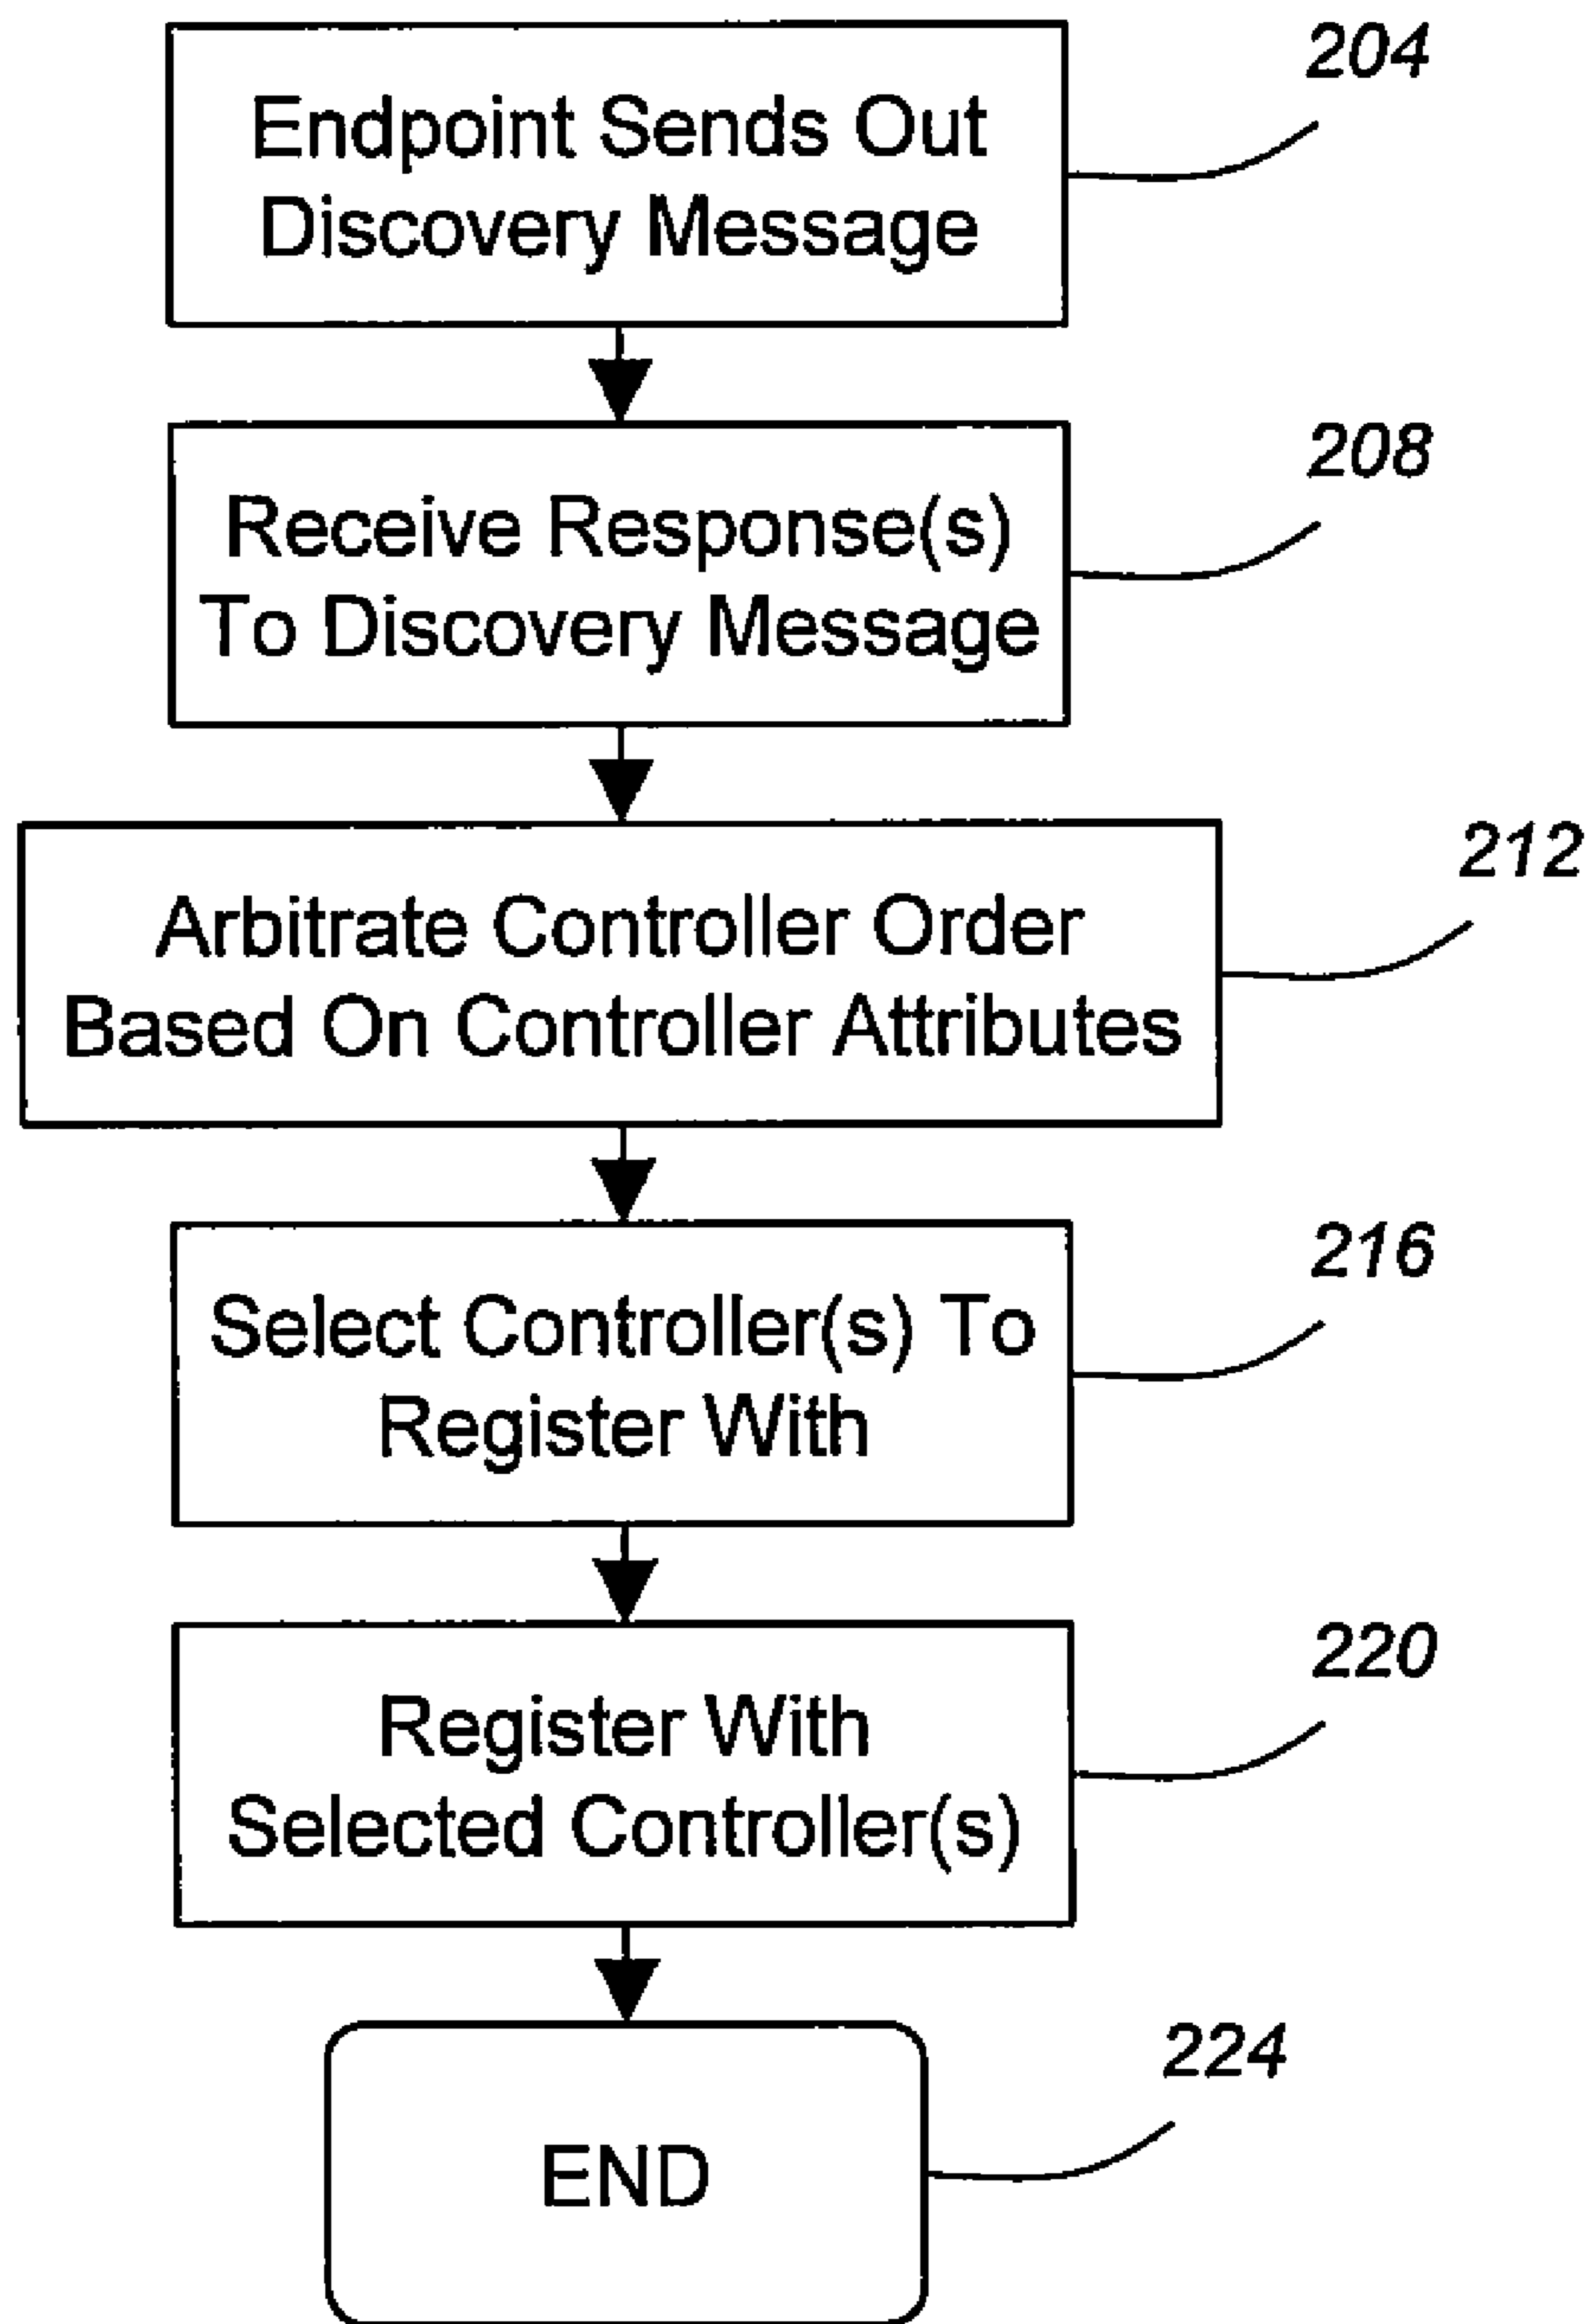 204
Endpoint Sends Out
Discovery Message
208
Receive Response(s)
To Discovery Message
212
Arbitrate Controller Order
Based On Controller Attributes
216
Select Controller(s) To
Register With
220
Register With
Selected Controller(s)
224
END